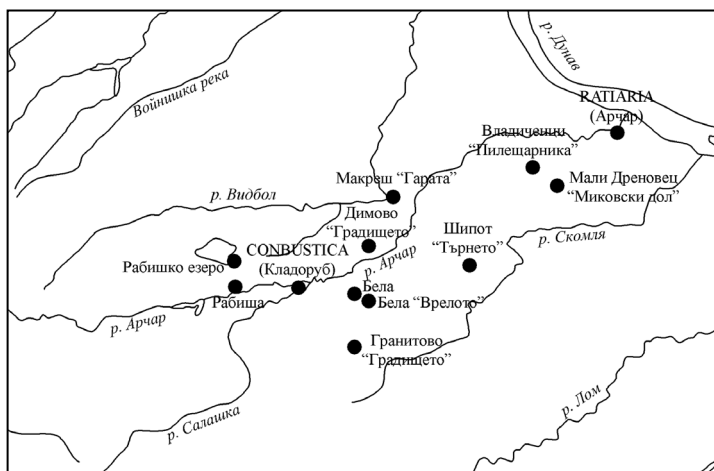 р. Дунав
Войнишка река
RATIARIA
(Арчар)
Владиченци
“Пилещарника”
Макреш “Гарата”
Мали Дреновец
“Миковски дол”
р. Видбол
Димово
“Градището”
Шипот
“Търнето”
р. Скомля
CONBUSTICA
(Кладоруб)
р. Арчар
Рабишко езеро
Рабиша
Бела
Бела “Врелото”
р. Арчар
Гранитово
“Градището”
р. Лом
р. Салашка